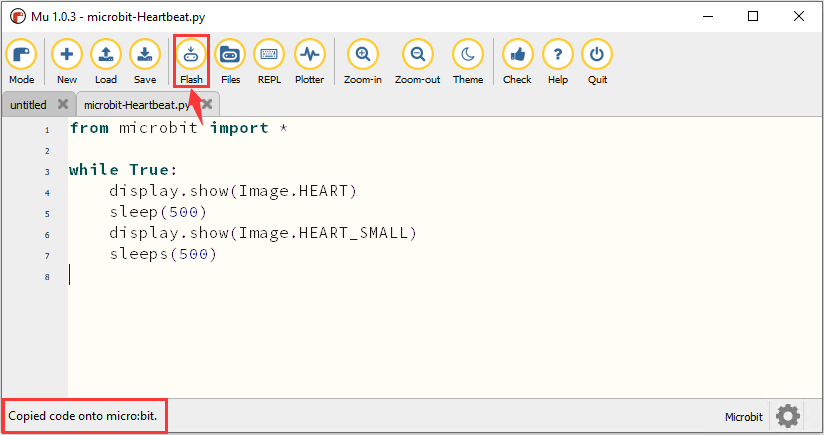 Mu 1.0.3 - microbit-Heartbeat.py
Mode New Load Save Flash Files REPL Plotter Zoom-in Zoom-out Theme Check Help Quit
untitled microbit-Heartbeat.py
1 from microbit import *
2
3 while True:
4 display.show(Image.HEART)
5 sleep(500)
6 display.show(Image.HEART_SMALL)
7 sleeps(500)
8
Copied code onto micro:bit. Microbit